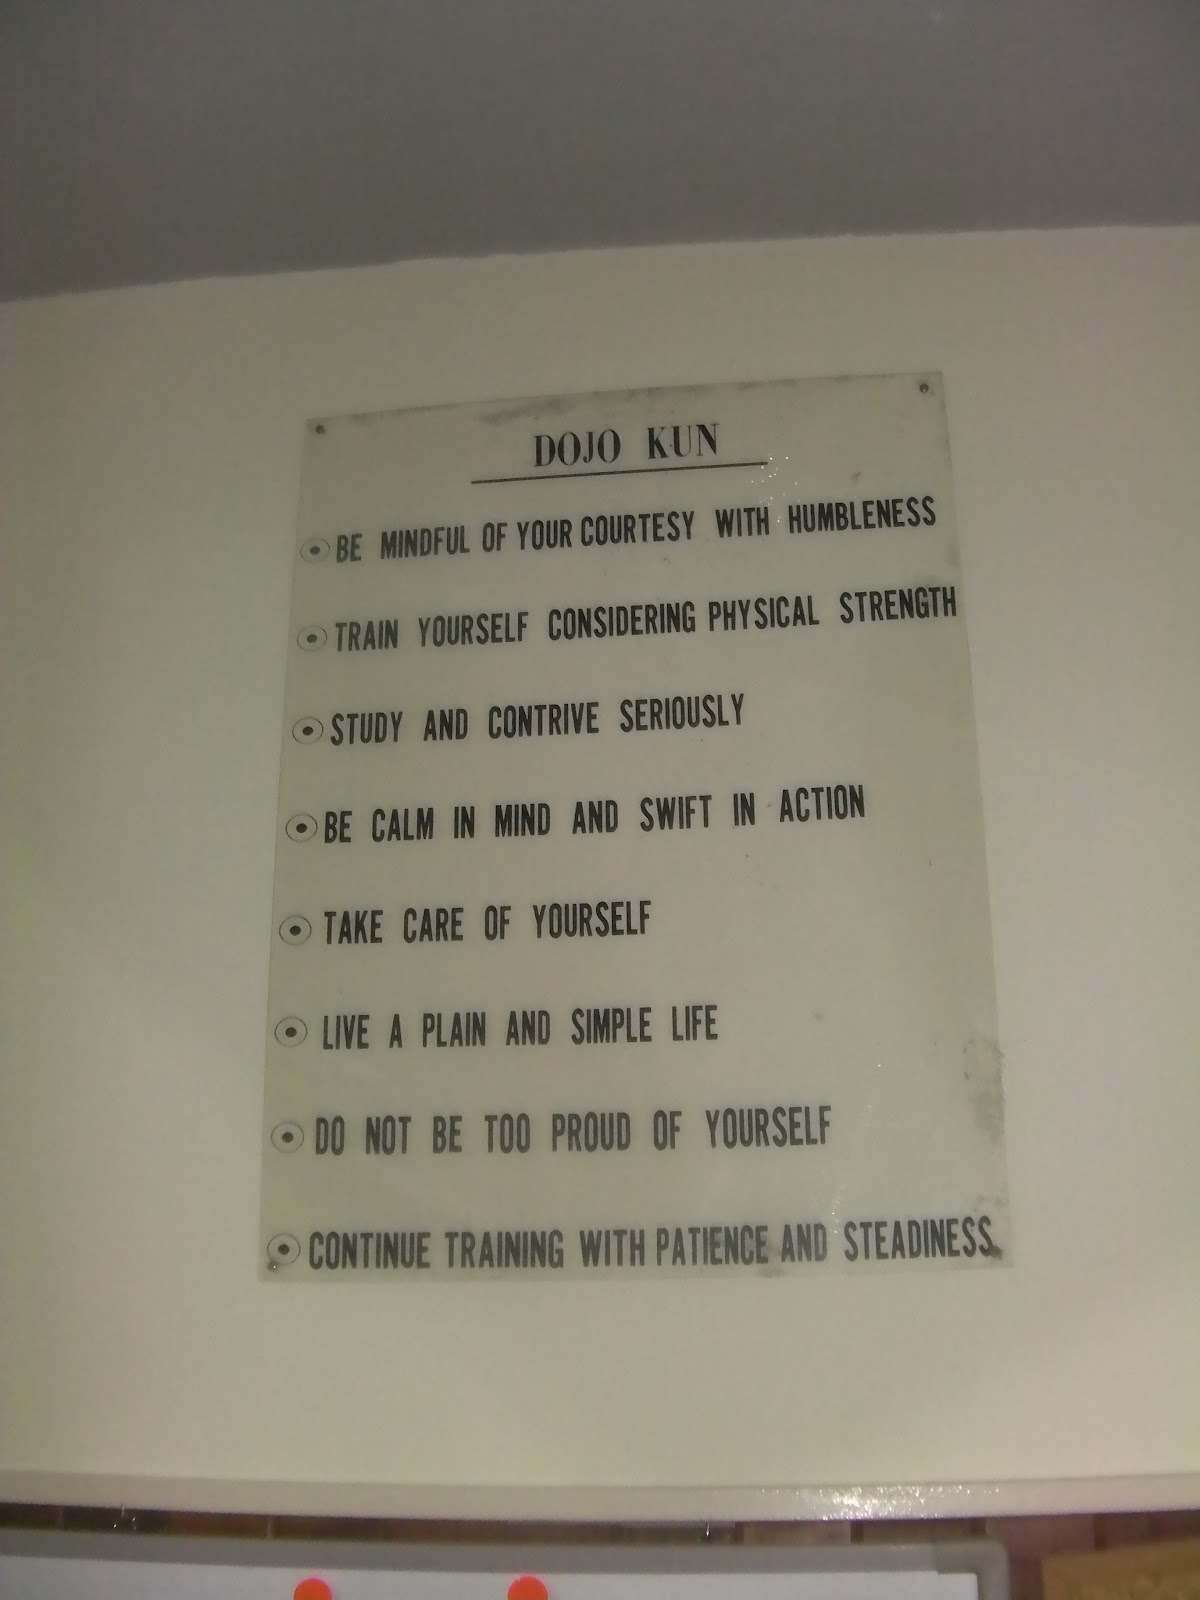 DOJO KUN
BE MINDFUL OF YOUR COURTESY WITH HUMBLENESS
TRAIN YOURSELF CONSIDERING PHYSICAL STRENGTH
STUDY AND CONTRIVE SERIOUSLY
BE CALM IN MIND AND SWIFT IN ACTION
TAKE CARE OF YOURSELF
LIVE A PLAIN AND SIMPLE LIFE
DO NOT BE TOO PROUD OF YOURSELF
CONTINUE TRAINING WITH PATIENCE AND STEADINESS.